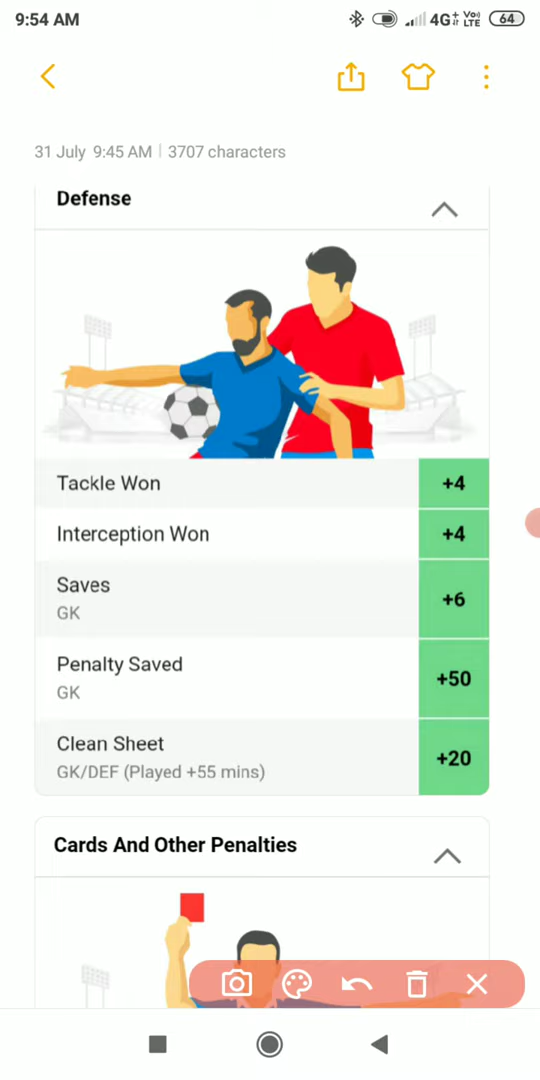 9:54 AM
4G Vo) LTE 64
31 July 9:45 AM | 3707 characters
Defense
Tackle Won +4
Interception Won +4
Saves
GK
+6
Penalty Saved
GK
+50
Clean Sheet
GK/DEF (Played +55 mins)
+20
Cards And Other Penalties